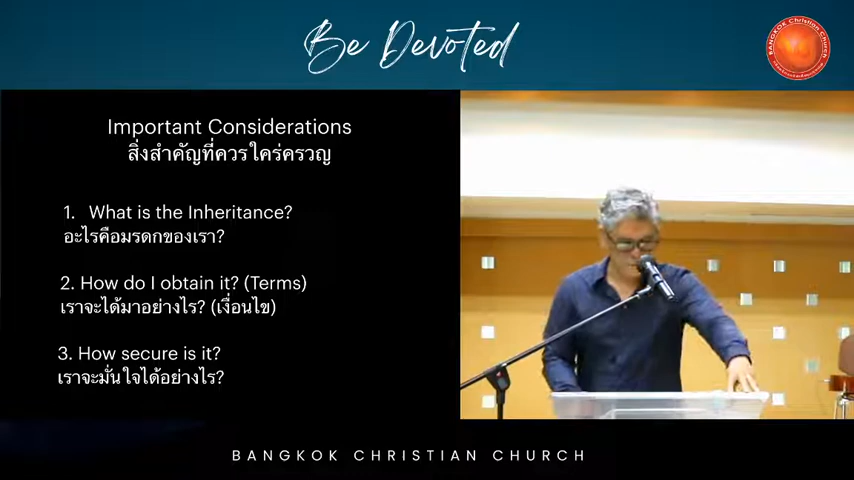 Be Devoted
BANGKOK Christian Church
Important Considerations
สิ่งสำคัญที่ควรใคร่ครวญ
1. What is the Inheritance?
อะไรคือมรดกของเรา?
2. How do I obtain it? (Terms)
เราจะได้มาอย่างไร? (เงื่อนไข)
3. How secure is it?
เราจะมั่นใจได้อย่างไร?
BANGKOK CHRISTIAN CHURCH